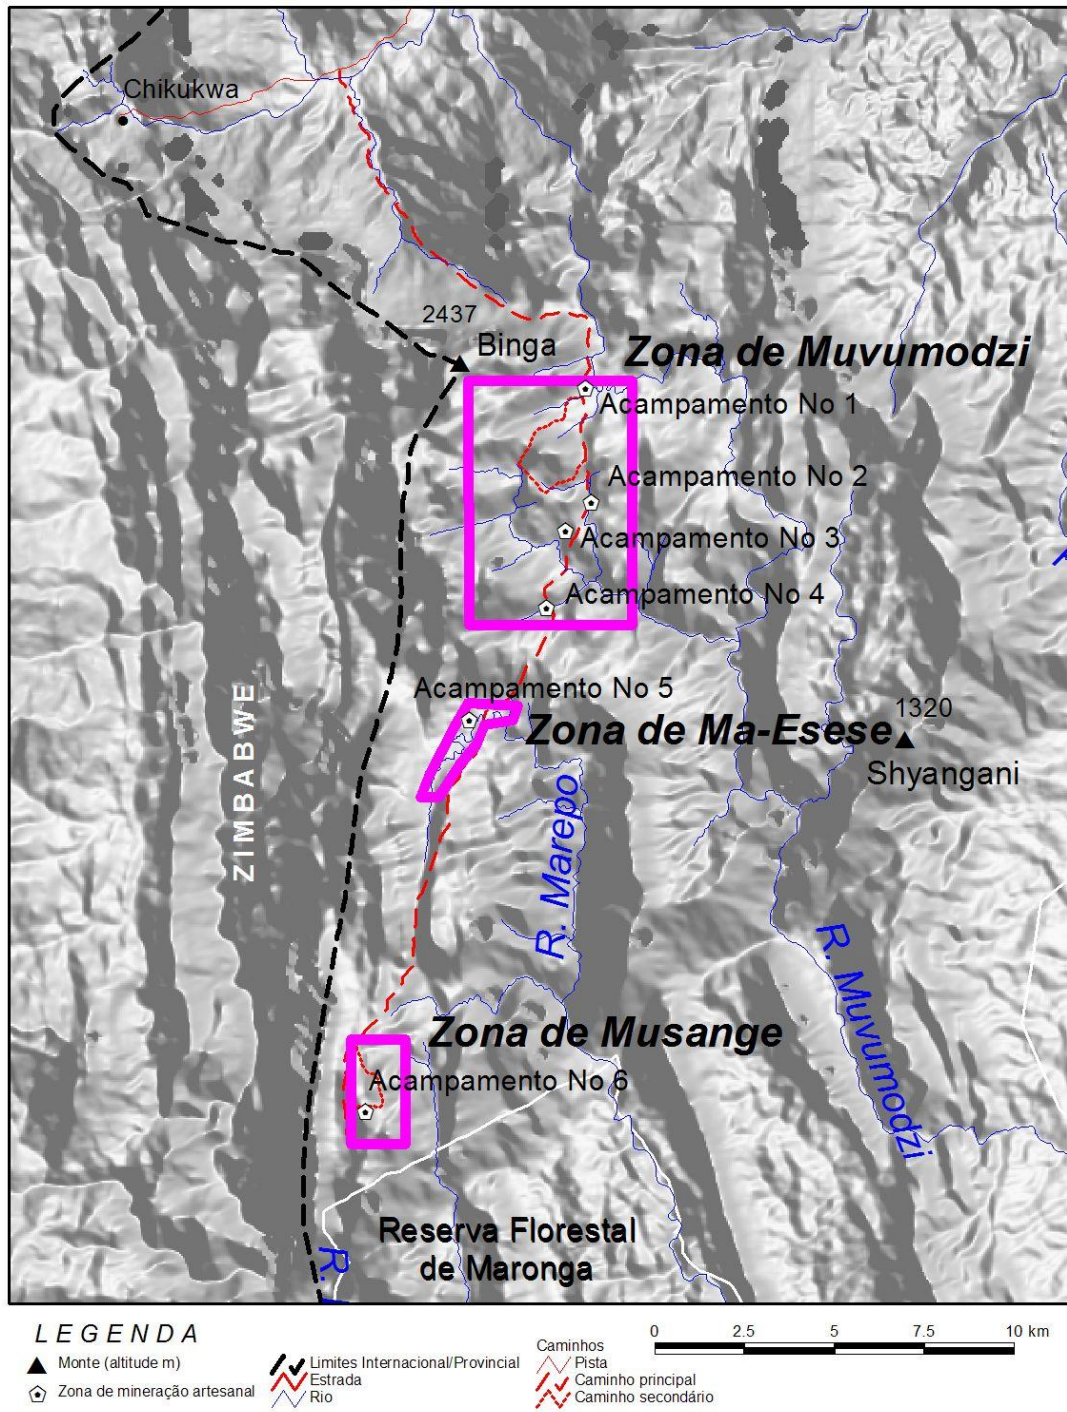 Chikukwa
2437
Binga
Zona de Muvumodzi
Acampamento No 1
Acampamento No 2
Acampamento No 3
Acampamento No 4
Acampamento No 5
Zona de Ma-Esese
1320
Shyangani
ZIMBABWE
R. Marepo
R. Muvumodzi
Zona de Musange
Acampamento No 6
Reserva Florestal
de Maronga
R.
LEGENDA
Monte (altitude m)
Zona de mineração artesanal
Limites Internacional/Provincial
Estrada
Rio
Caminhos
Pista
Caminho principal
Caminho secondário
0 2.5 5 7.5 10 km